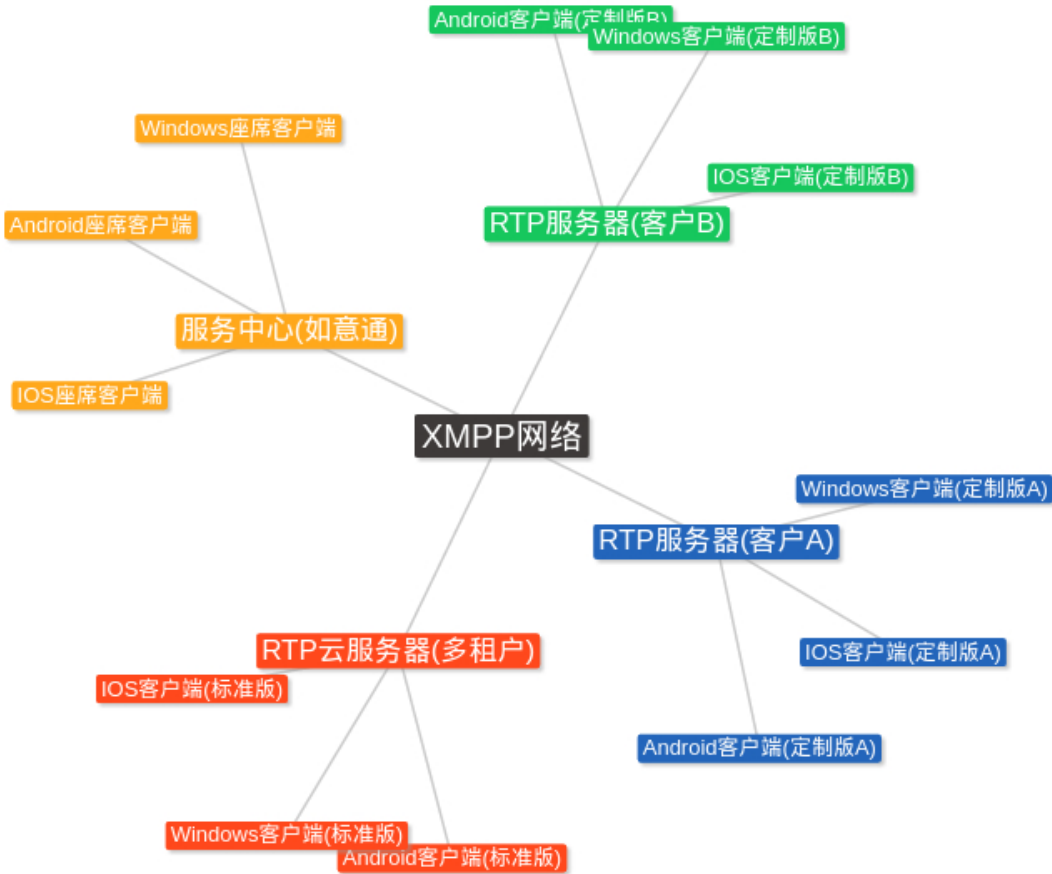 Android客户端(定制版B)
Windows客户端(定制版B)
Windows座席客户端
IOS客户端(定制版B)
Android座席客户端
RTP服务器(客户B)
服务中心(如意通)
IOS座席客户端
XMPP网络
Windows客户端(定制版A)
RTP服务器(客户A)
RTP云服务器(多租户)
IOS客户端(定制版A)
IOS客户端(标准版)
Android客户端(定制版A)
Windows客户端(标准版)
Android客户端(标准版)